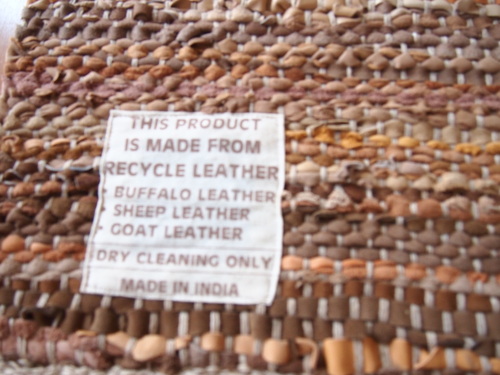 THIS PRODUCT
IS MADE FROM
RECYCLE LEATHER
• BUFFALO LEATHER
• SHEEP LEATHER
• GOAT LEATHER
DRY CLEANING ONLY
MADE IN INDIA